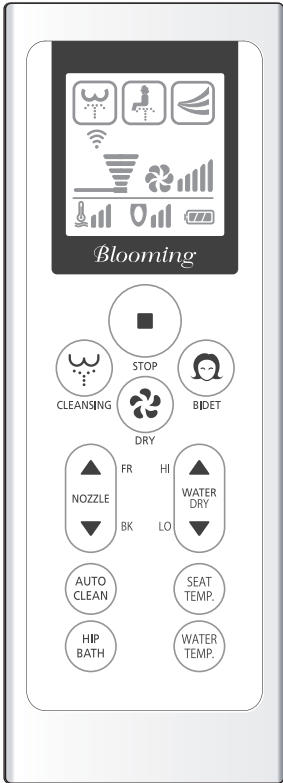 Blooming
STOP
CLEANSING
BIDET
DRY
FR HI
NOZZLE
WATER
DRY
BK LO
AUTO
CLEAN
SEAT
TEMP.
HIP
BATH
WATER
TEMP.